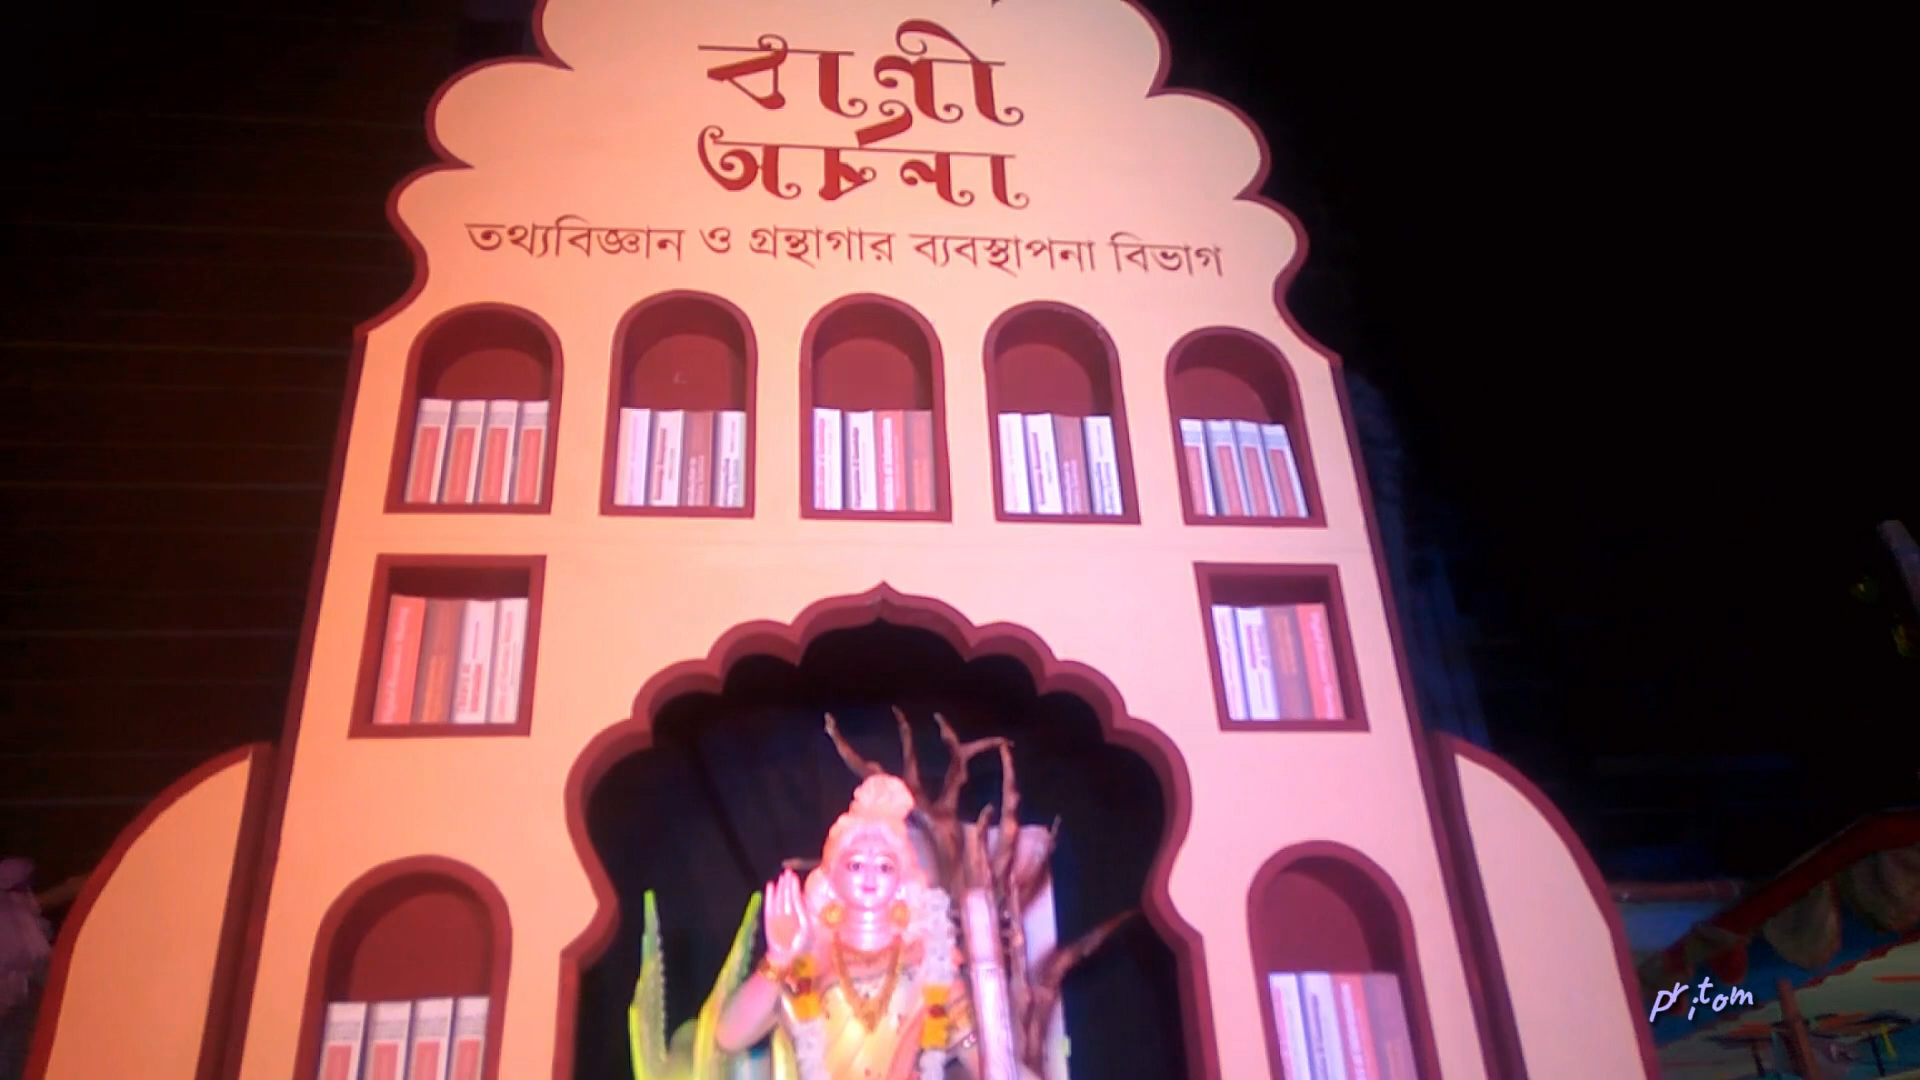 বাণী
অর্চনা
তথ্যবিজ্ঞান ও গ্রন্থাগার ব্যবস্থাপনা বিভাগ
pritom